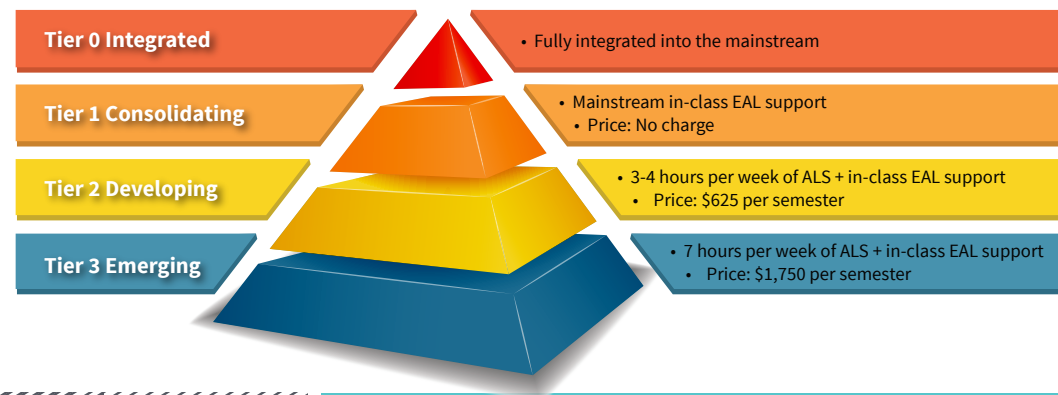 Tier 0 Integrated
• Fully integrated into the mainstream
Tier 1 Consolidating
• Mainstream in-class EAL support
• Price: No charge
Tier 2 Developing
• 3-4 hours per week of ALS + in-class EAL support
• Price: $625 per semester
Tier 3 Emerging
• 7 hours per week of ALS + in-class EAL support
• Price: $1,750 per semester